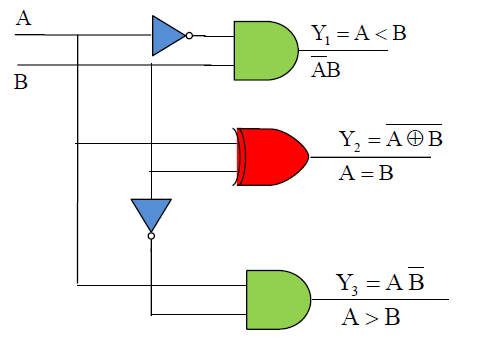 A
Y₁ = A < B
A̅B
B
Y₂ = A̅ ̅⊕̅ ̅B̅
A = B
Y₃ = A B̅
A > B